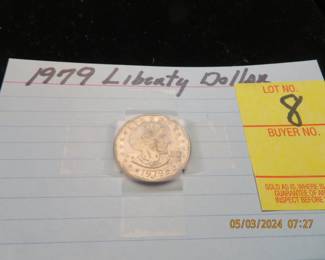 1979 Liberty Dollar
LOT NO.
8
BUYER NO.
SOLD AS IS, WHERE IS
GUARANTEE OF
INSPECT BEFORE
1979
05/03/2024 07:27